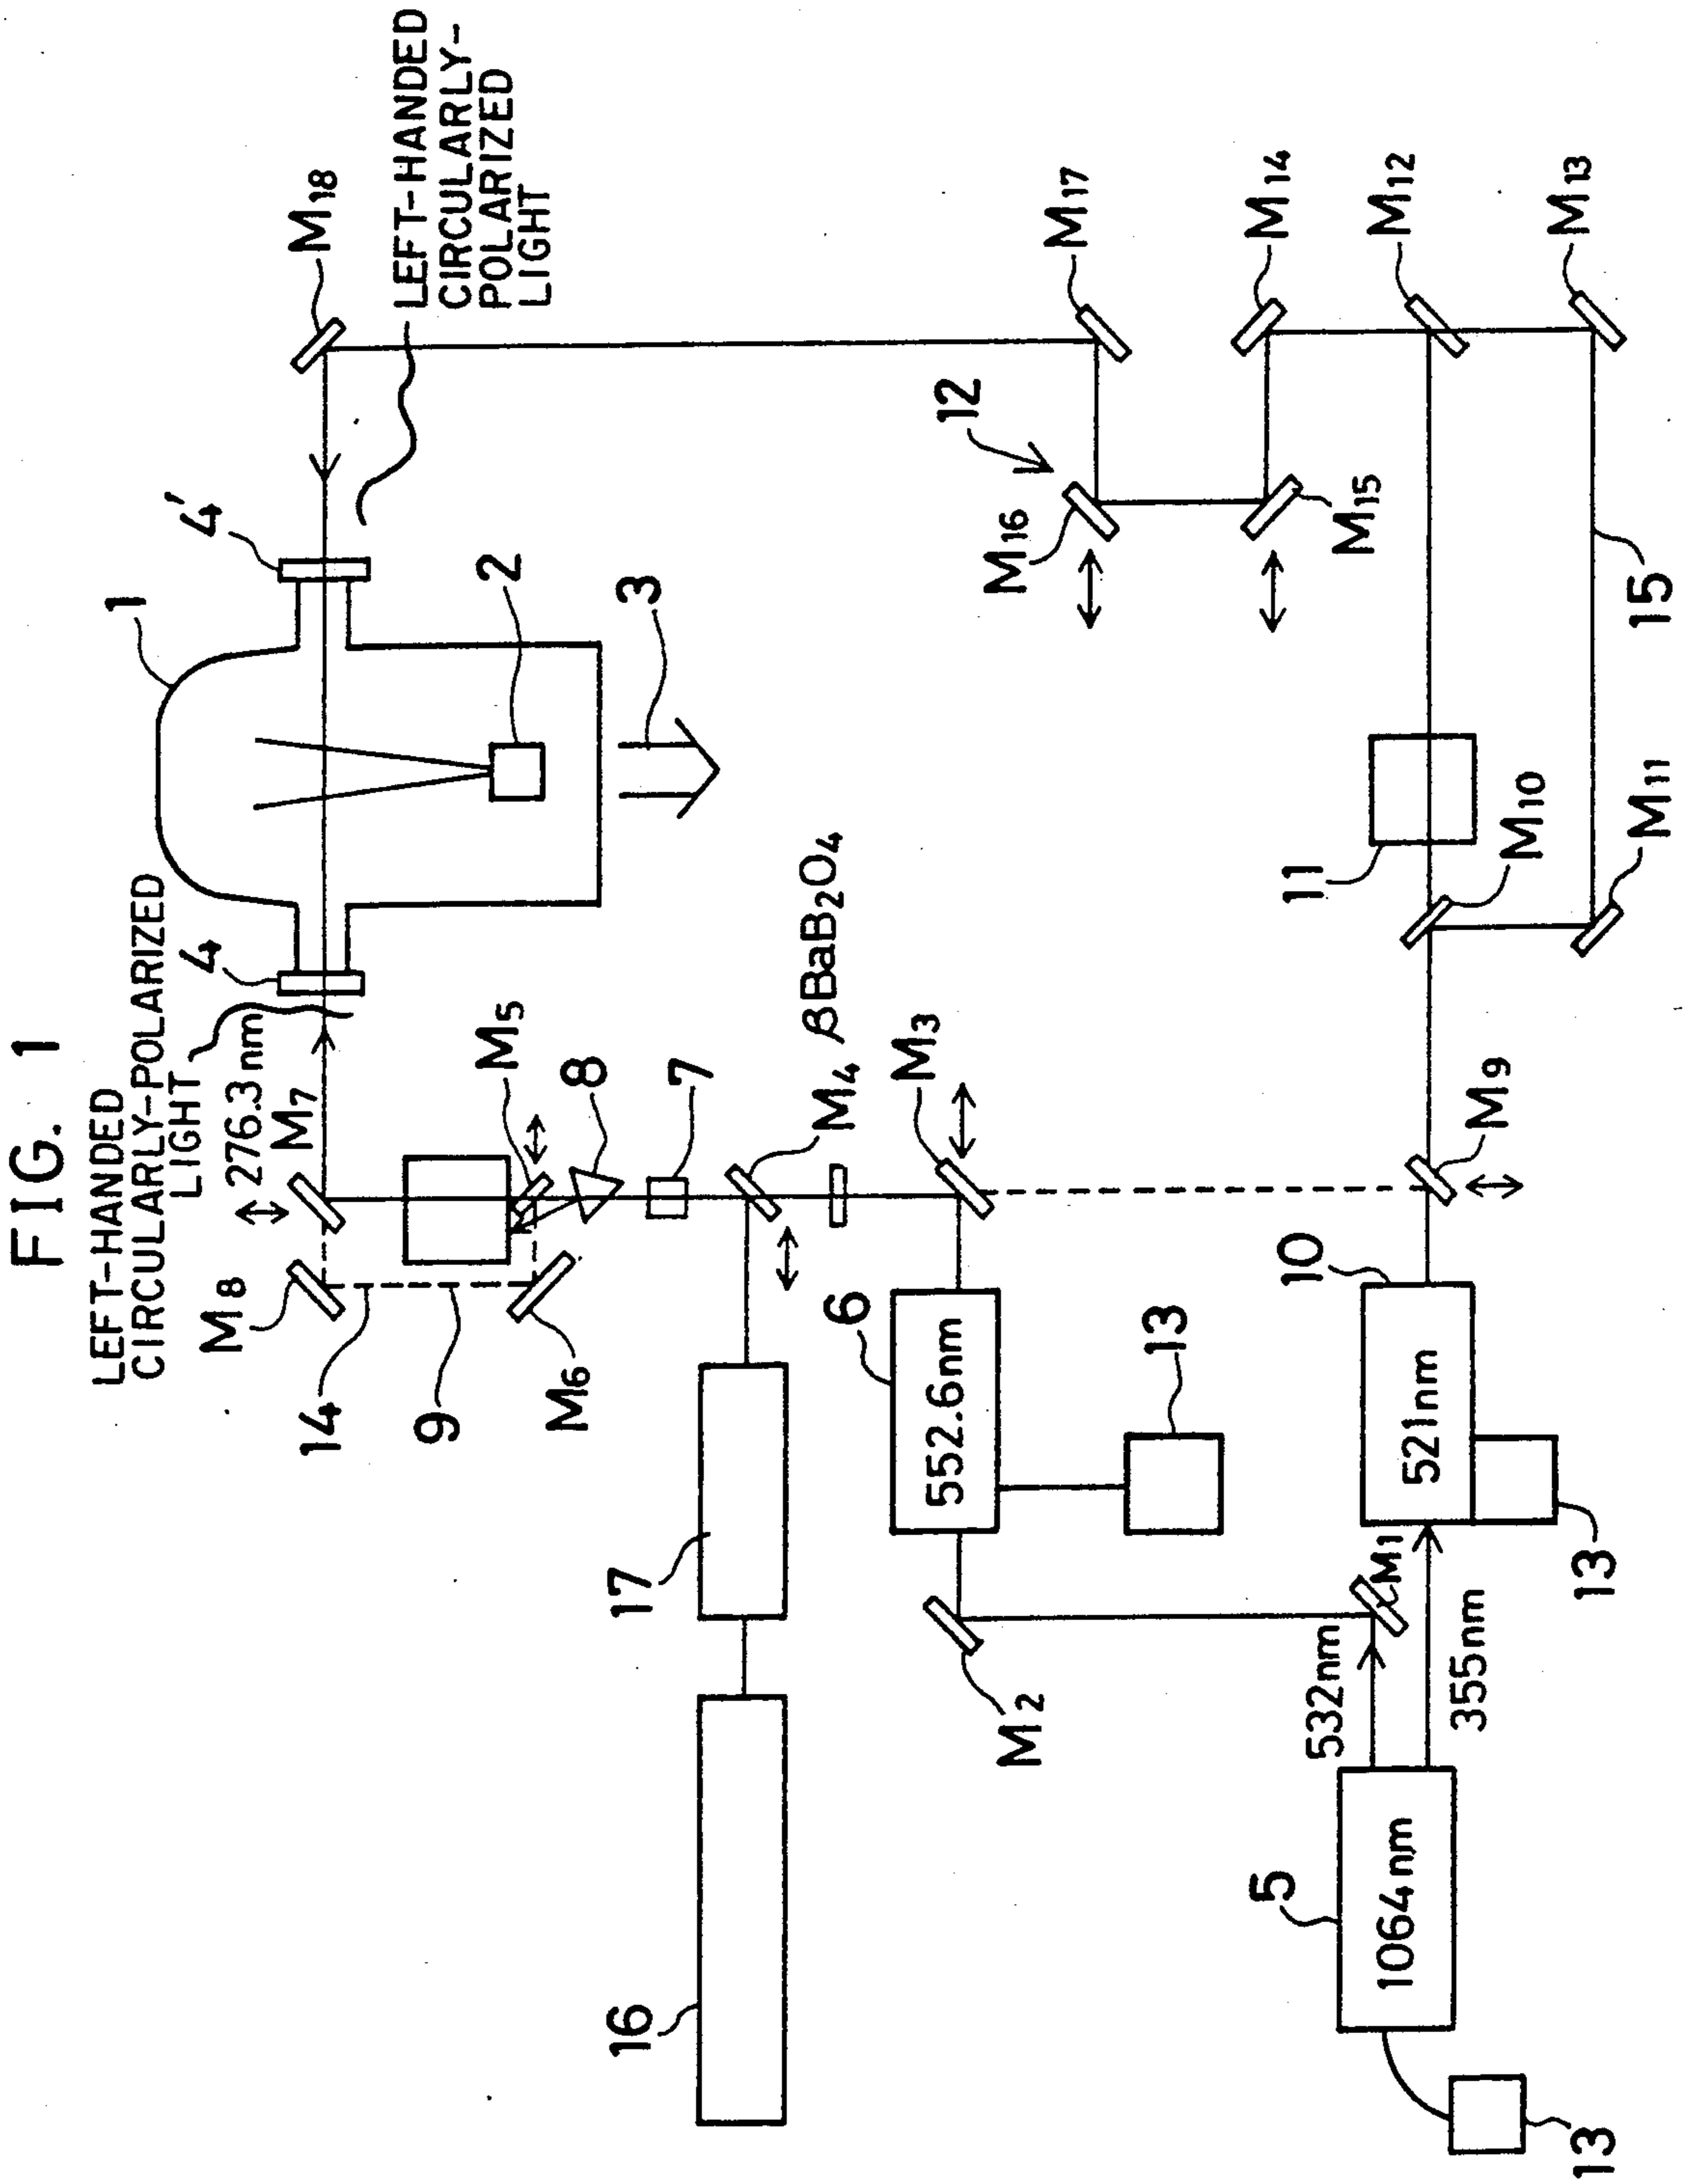 FIG. 1
LEFT-HANDED
CIRCULARLY-POLARIZED
LIGHT
276.3nm
M7
M8
14
9
M6
M5
8
7
M4
βBaB2O4
M3
4
1
4'
2
3
M18
LEFT-HANDED
CIRCULARLY-
POLARIZED
LIGHT
16
17
6
552.6nm
13
M2
12
M16
M15
M17
M14
M12
M13
5
1064nm
13
532nm
355nm
M1
10
521nm
13
M9
M10
11
M11
15